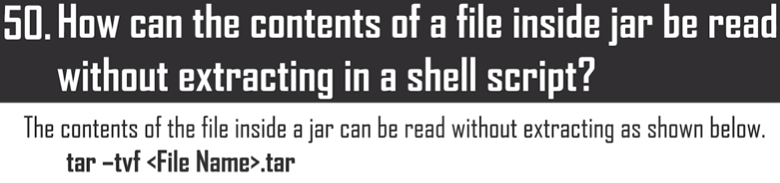 50. How can the contents of a file inside jar be read
without extracting in a shell script?
The contents of the file inside a jar can be read without extracting as shown below.
tar –tvf <File Name>.tar